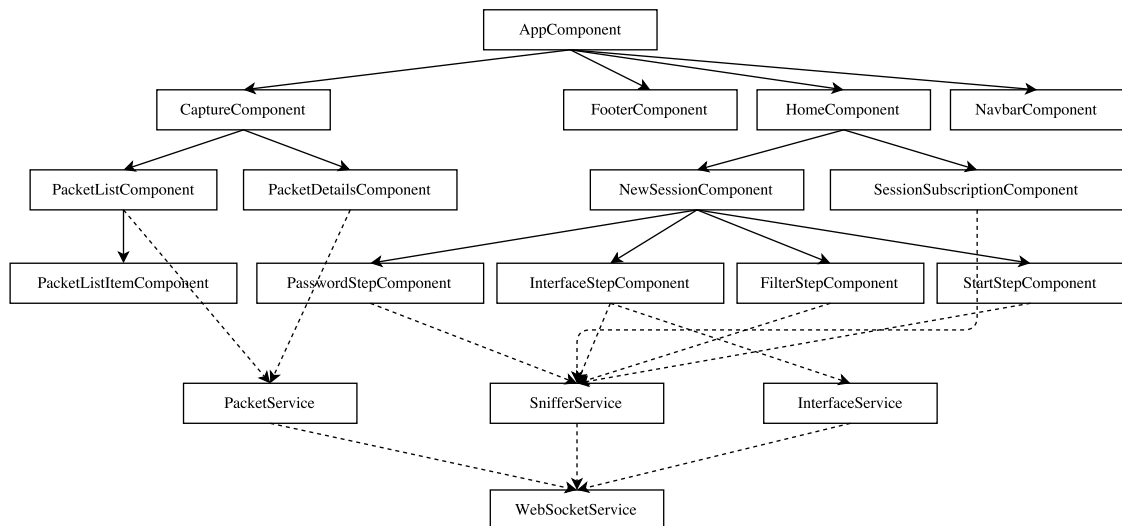 AppComponent
CaptureComponent
FooterComponent
HomeComponent
NavbarComponent
PacketListComponent
PacketDetailsComponent
NewSessionComponent
SessionSubscriptionComponent
PacketListItemComponent
PasswordStepComponent
InterfaceStepComponent
FilterStepComponent
StartStepComponent
PacketService
SnifferService
InterfaceService
WebSocketService